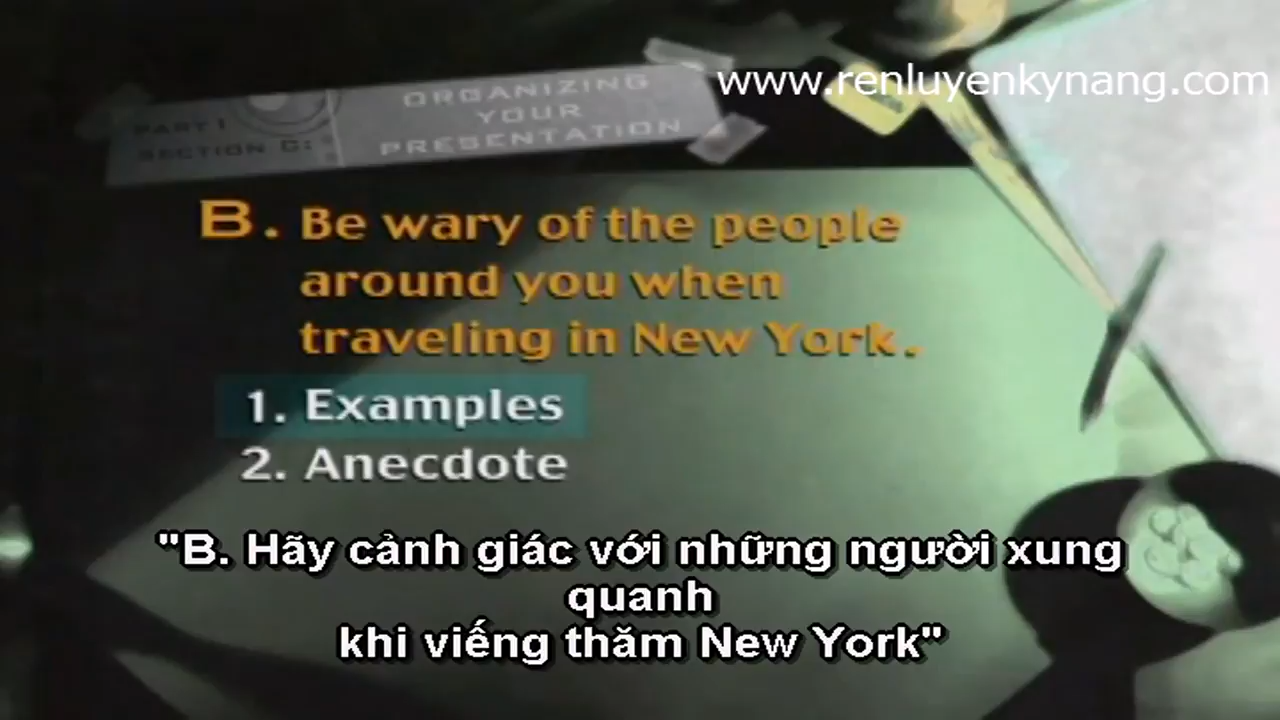 www.renluyenkynang.com
PART I
SECTION C:
ORGANIZING
YOUR
PRESENTATION
B. Be wary of the people
around you when
traveling in New York.
1. Examples
2. Anecdote
"B. Hãy cảnh giác với những người xung
quanh
khi viếng thăm New York"